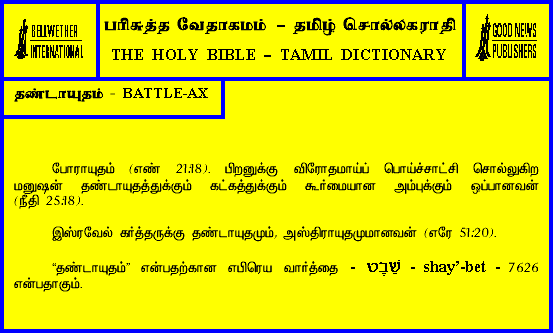 BELLWETHER
INTERNATIONAL
பரிசுத்த வேதாகமம் – தமிழ் சொல்லகராதி
THE HOLY BIBLE – TAMIL DICTIONARY
GOOD NEWS
PUBLISHERS
தண்டாயுதம் - BATTLE-AX
போராயுதம் (எண் 21:18). பிறனுக்கு விரோதமாய்ப் பொய்ச்சாட்சி சொல்லுகிற
மனுஷன் தண்டாயுதத்துக்கும் கட்கத்துக்கும் கூர்மையான அம்புக்கும் ஒப்பானவன்
(நீதி 25:18).
இஸ்ரவேல் கர்த்தருக்கு தண்டாயுதமும், அஸ்திராயுதமுமானவன் (எரே 51:20).
“தண்டாயுதம்” என்பதற்கான எபிரெய வார்த்தை - שֵׁבֶט - shay’-bet - 7626
என்பதாகும்.